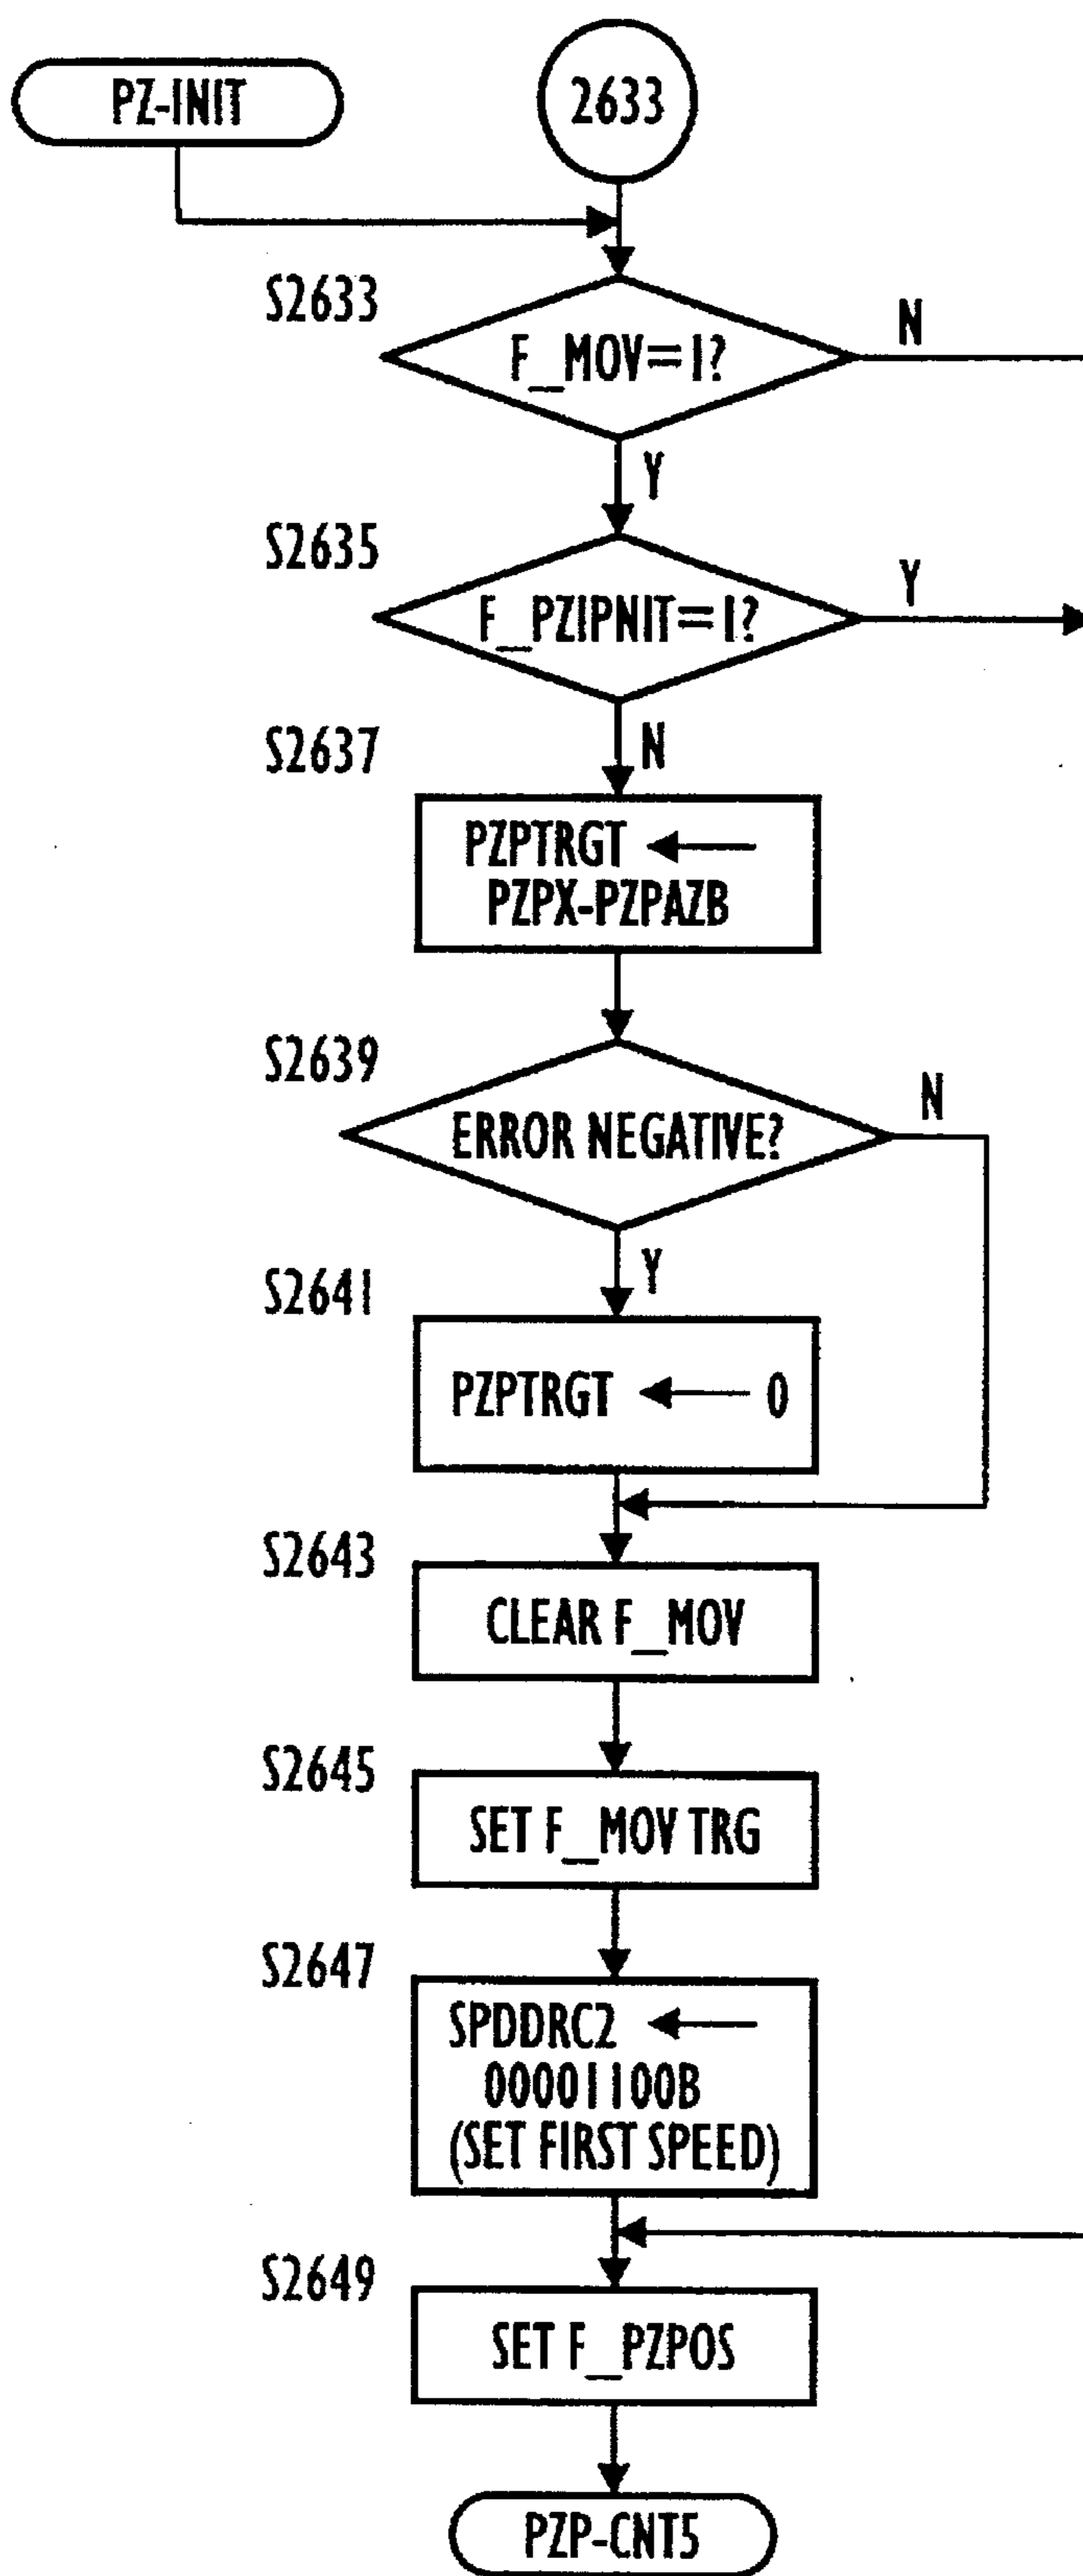 PZ-INIT
2633
S2633
F_MOV=1?
N
Y
S2635
F_PZIPNIT=1?
Y
N
S2637
PZPTRGT ←
PZPX-PZPAZB
S2639
ERROR NEGATIVE?
N
Y
S2641
PZPTRGT ← 0
S2643
CLEAR F_MOV
S2645
SET F_MOV TRG
S2647
SPDDRC2 ←
00001100B
(SET FIRST SPEED)
S2649
SET F_PZPOS
PZP-CNT5